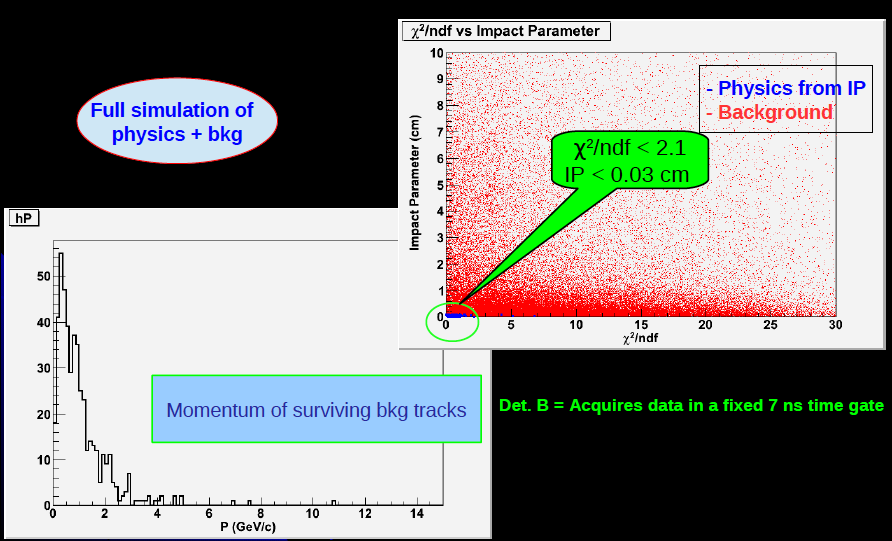 χ²/ndf vs Impact Parameter
Full simulation of
physics + bkg
- Physics from IP
- Background
χ²/ndf < 2.1
IP < 0.03 cm
Impact Parameter (cm)
10
9
8
7
6
5
4
3
2
1
0
0 5 10 15 20 25 30
χ²/ndf
hP
50
40
30
20
10
0
Momentum of surviving bkg tracks
Det. B = Acquires data in a fixed 7 ns time gate
0 2 4 6 8 10 12 14
P (GeV/c)